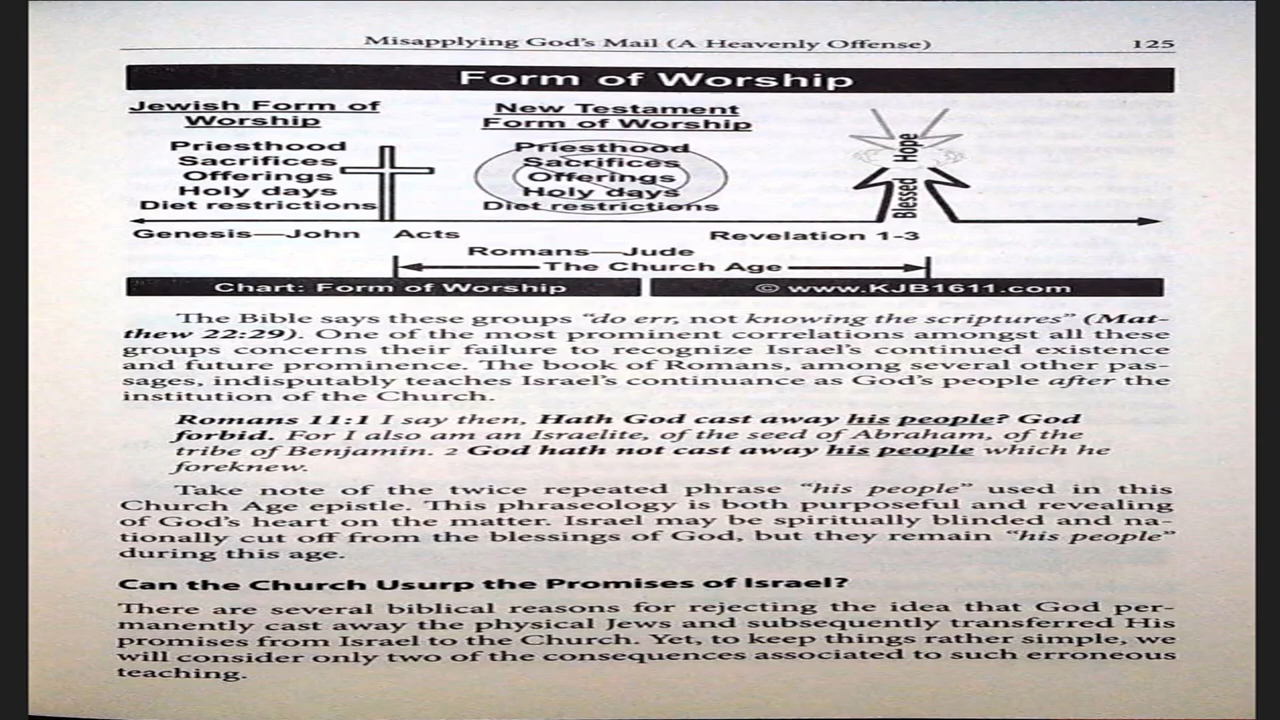 Misapplying God's Mail (A Heavenly Offense) 125
Form of Worship
Jewish Form of
Worship
Priesthood
Sacrifices
Offerings
Holy days
Diet restrictions
New Testament
Form of Worship
Priesthood
Sacrifices
Offerings
Holy days
Diet restrictions
Blessed Hope
Genesis—John Acts Revelation 1-3
Romans—Jude
The Church Age
Chart: Form of Worship © www.KJB1611.com
The Bible says these groups “do err, not knowing the scriptures” (Mat-
thew 22:29). One of the most prominent correlations amongst all these
groups concerns their failure to recognize Israel's continued existence
and future prominence. The book of Romans, among several other pas-
sages, indisputably teaches Israel's continuance as God's people after the
institution of the Church.
Romans 11:1 I say then, Hath God cast away his people? God
forbid. For I also am an Israelite, of the seed of Abraham, of the
tribe of Benjamin. 2 God hath not cast away his people which he
foreknew.
Take note of the twice repeated phrase “his people” used in this
Church Age epistle. This phraseology is both purposeful and revealing
of God's heart on the matter. Israel may be spiritually blinded and na-
tionally cut off from the blessings of God, but they remain “his people”
during this age.
Can the Church Usurp the Promises of Israel?
There are several biblical reasons for rejecting the idea that God per-
manently cast away the physical Jews and subsequently transferred His
promises from Israel to the Church. Yet, to keep things rather simple, we
will consider only two of the consequences associated to such erroneous
teaching.